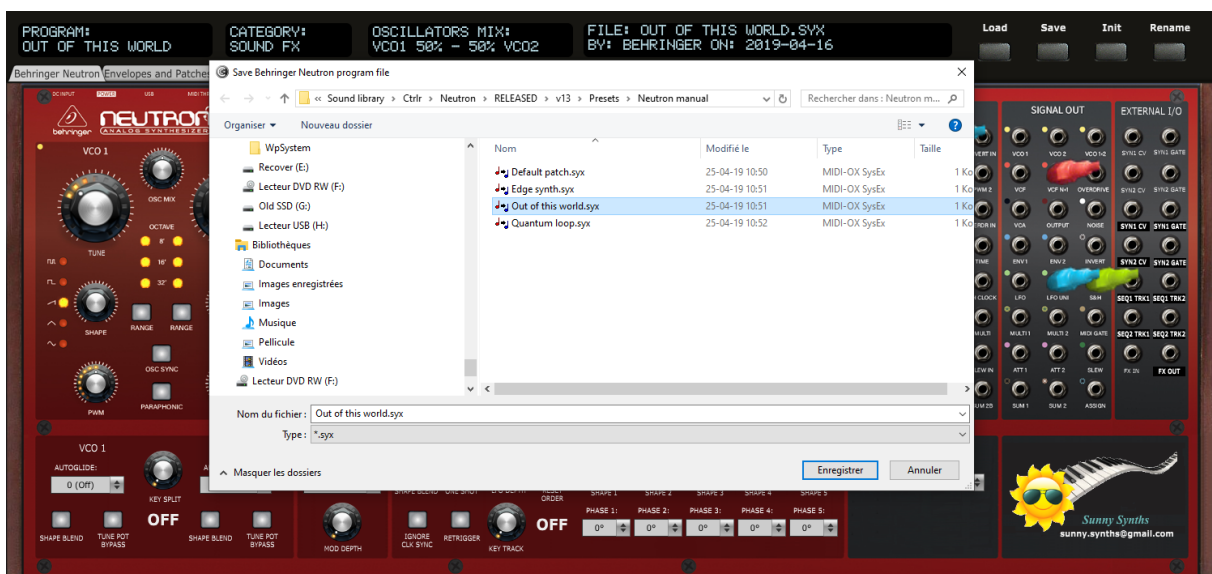 PROGRAM:
OUT OF THIS WORLD
CATEGORY:
SOUND FX
OSCILLATORS MIX:
VCO1 50% – 50% VCO2
FILE: OUT OF THIS WORLD.SYX
BY: BEHRINGER ON: 2019-04-16
Load Save Init Rename
Behringer Neutron Envelopes and Patches
Save Behringer Neutron program file
« Sound library › Ctrlr › Neutron › RELEASED › v13 › Presets › Neutron manual
Rechercher dans : Neutron m...
Organiser Nouveau dossier
Nom Modifié le Type Taille
WpSystem
Recover (E:)
Lecteur DVD RW (F:)
Old SSD (G:)
Lecteur USB (H:)
Bibliothèques
Documents
Images enregistrées
Images
Musique
Pellicule
Vidéos
Lecteur DVD RW (F:)
Default patch.syx 25-04-19 10:50 MIDI-OX SysEx 1 Ko
Edge synth.syx 25-04-19 10:51 MIDI-OX SysEx 1 Ko
Out of this world.syx 25-04-19 10:51 MIDI-OX SysEx 1 Ko
Quantum loop.syx 25-04-19 10:52 MIDI-OX SysEx 1 Ko
Nom du fichier : Out of this world.syx
Type : *.syx
Masquer les dossiers
Enregistrer Annuler
DC INPUT POWER USB
behringer
NEUTRON
ANALOG SYNTHESIZER
VCO 1
OSC MIX
OCTAVE
TUNE
8'
16'
32'
SHAPE
RANGE RANGE
OSC SYNC
PWM
PARAPHONIC
SIGNAL OUT
EXTERNAL I/O
VCO 1 VCO 2 VCO 1+2 SYN1 CV SYN1 GATE
VCF VCF N-1 OVERDRIVE SYN2 CV SYN2 GATE
VCA OUTPUT NOISE SYN1 CV SYN1 GATE
ENV 1 ENV 2 INVERT SYN2 CV SYN2 GATE
LFO LFO UNI S&H SEQ1 TRK1 SEQ1 TRK2
MULTI 1 MULTI 2 MIDI GATE SEQ2 TRK1 SEQ2 TRK2
ATT 1 ATT 2 SLEW FX IN FX OUT
SUM 1 SUM 2 ASSIGN
VCO 1
AUTOGLIDE:
0 (Off)
KEY SPLIT
OFF
SHAPE BLEND
TUNE POT
BYPASS
SHAPE BLEND
TUNE POT
BYPASS
MOD DEPTH
IGNORE
CLK SYNC
RETRIGGER
KEY TRACK
ORDER
OFF
SHAPE 1 SHAPE 2 SHAPE 3 SHAPE 4 SHAPE 5
PHASE 1: PHASE 2: PHASE 3: PHASE 4: PHASE 5:
0° 0° 0° 0° 0°
Sunny Synths
sunny.synths@gmail.com